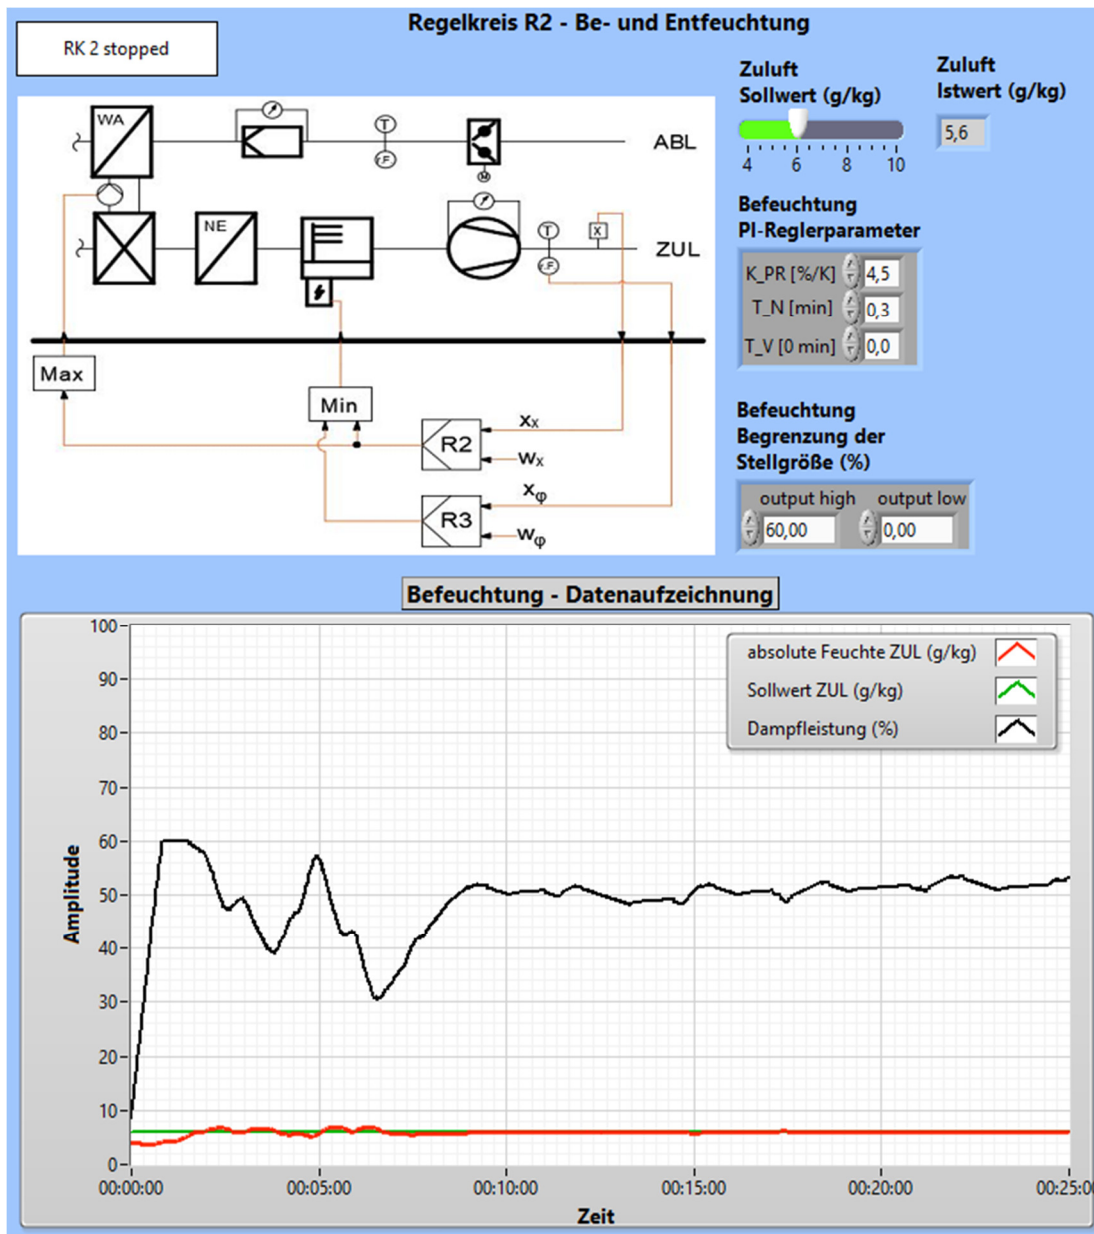 Regelkreis R2 - Be- und Entfeuchtung
RK 2 stopped
Zuluft
Sollwert (g/kg)
4 6 8 10
Zuluft
Istwert (g/kg)
5,6
WA
T
r.F.
M
ABL
NE
T
r.F.
X
ZUL
Max
Min
R2
xx
wx
R3
xφ
wφ
Befeuchtung
PI-Reglerparameter
K_PR [%/K] 4,5
T_N [min] 0,3
T_V [0 min] 0,0
Befeuchtung
Begrenzung der
Stellgröße (%)
output high output low
60,00 0,00
Befeuchtung - Datenaufzeichnung
absolute Feuchte ZUL (g/kg)
Sollwert ZUL (g/kg)
Dampfleistung (%)
Amplitude
100
90
80
70
60
50
40
30
20
10
0
00:00:00 00:05:00 00:10:00 00:15:00 00:20:00 00:25:0
Zeit